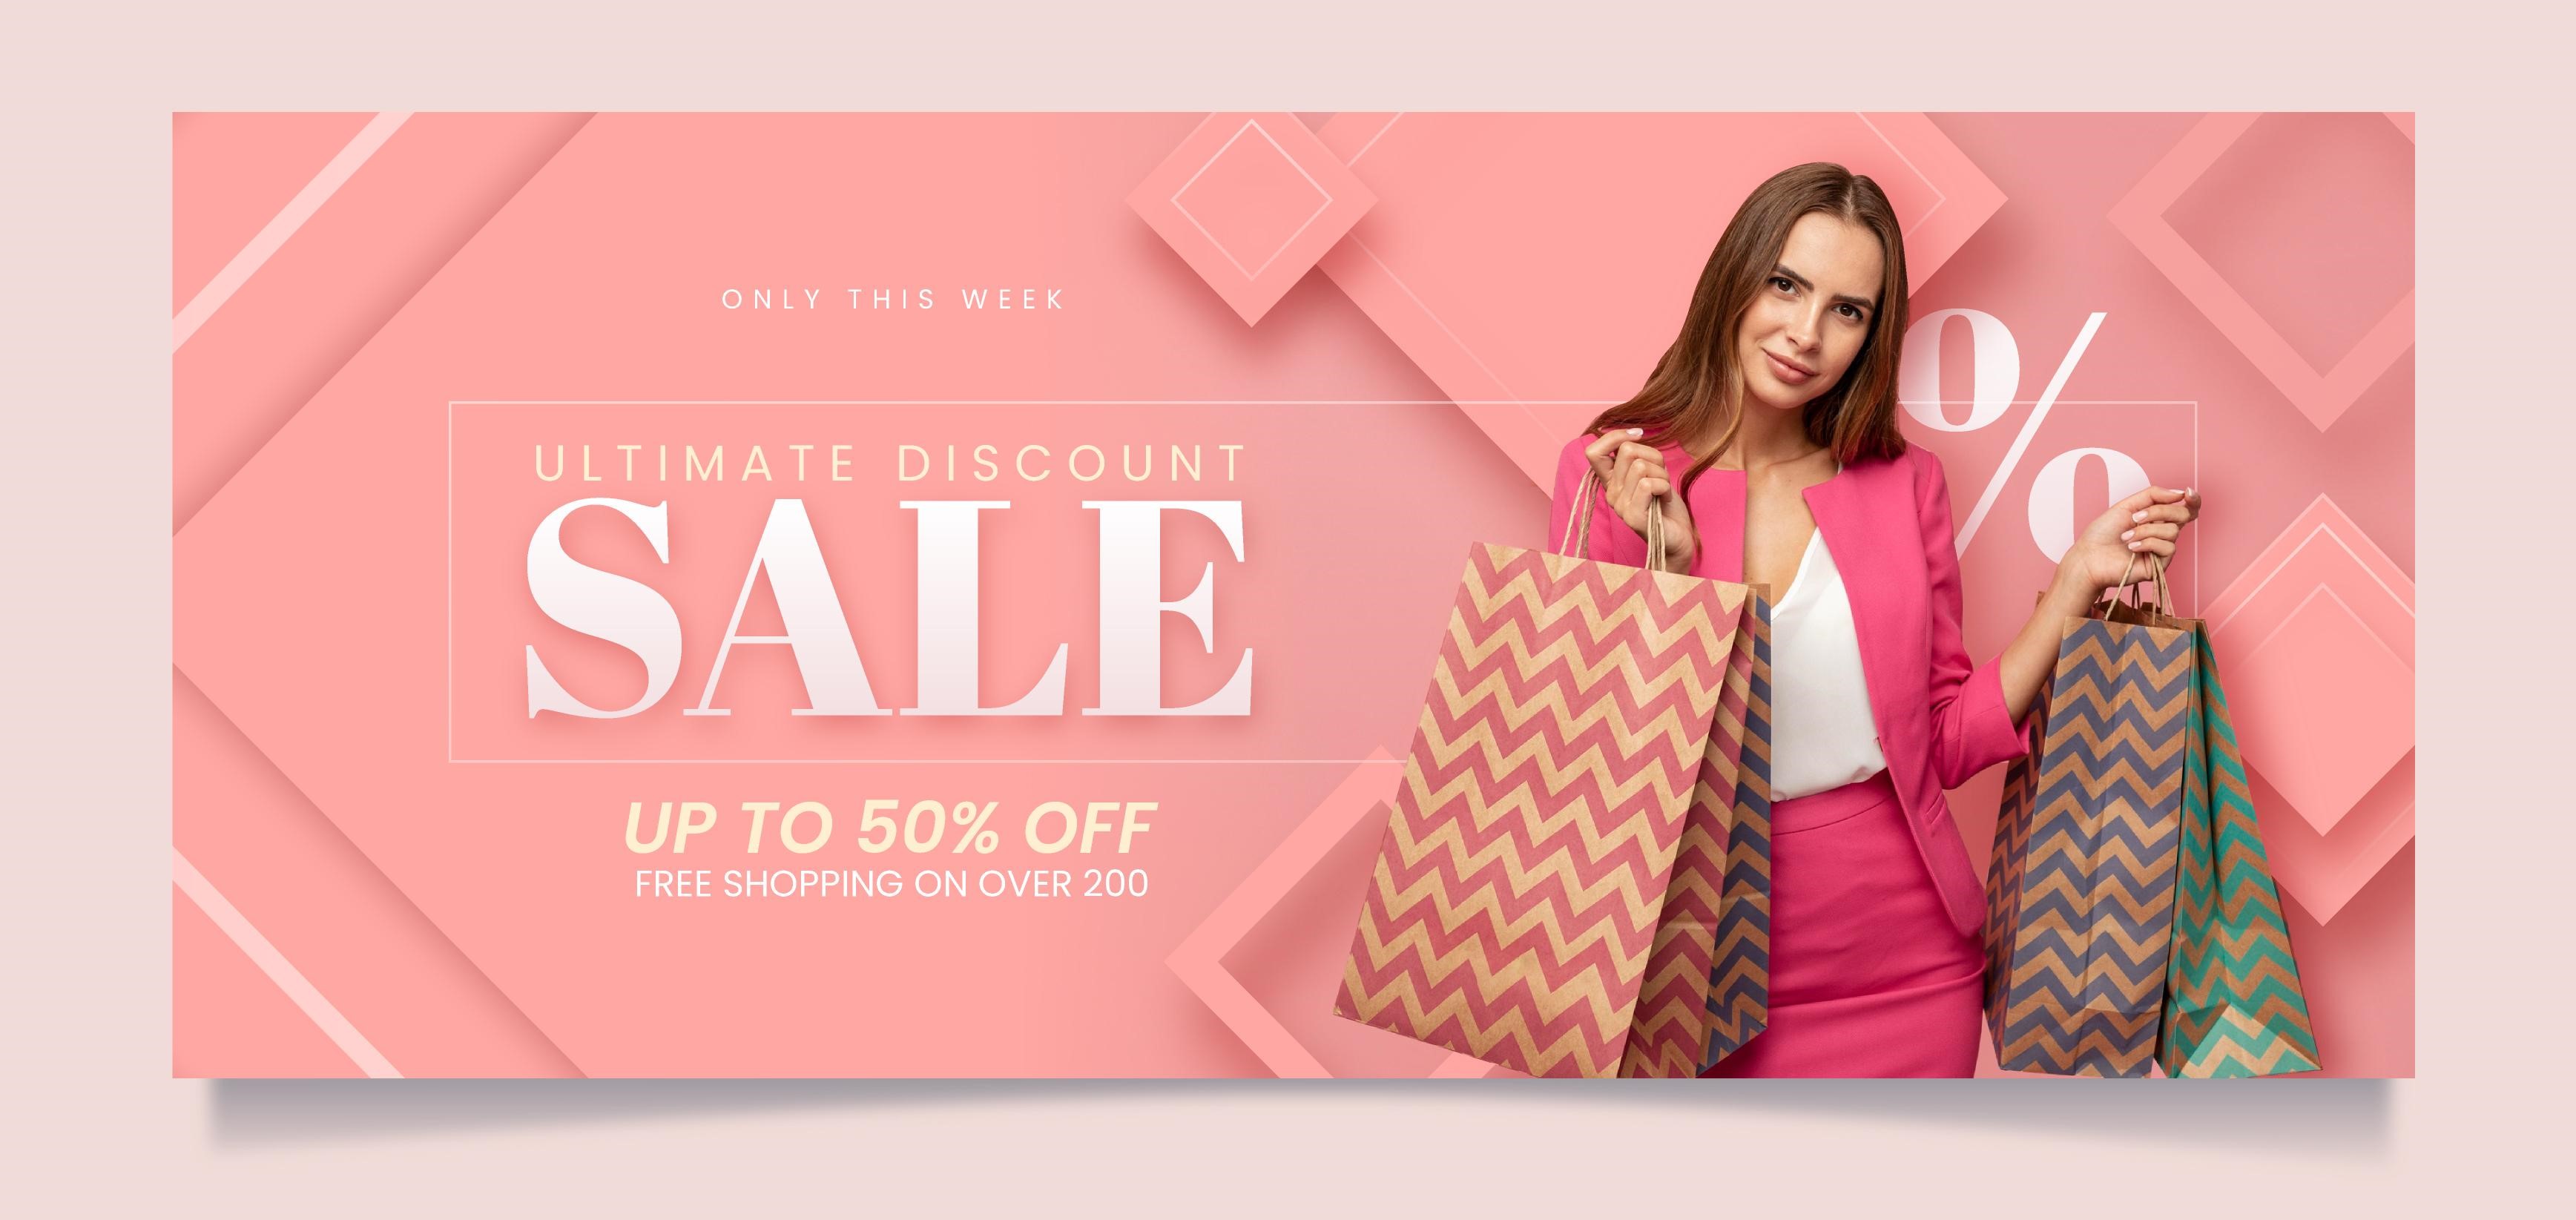 ONLY THIS WEEK
ULTIMATE DISCOUNT
SALE
%
UP TO 50% OFF
FREE SHOPPING ON OVER 200